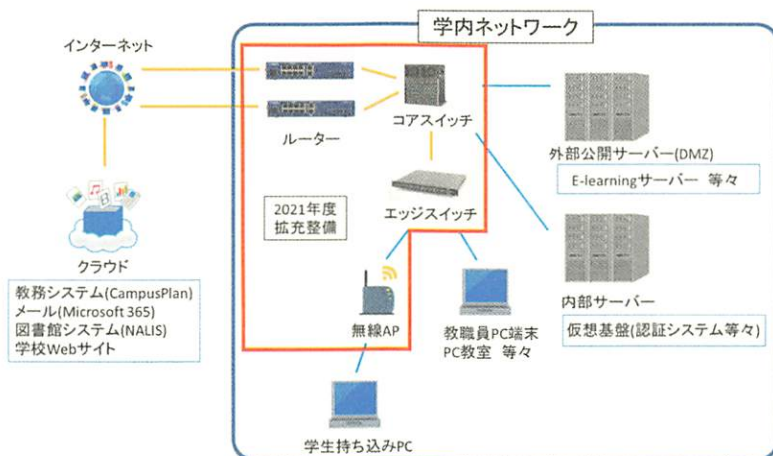 学内ネットワーク
インターネット
ルーター
コアスイッチ
外部公開サーバー(DMZ)
E-learningサーバー 等々
2021年度
拡充整備
エッジスイッチ
クラウド
教務システム(CampusPlan)
メール(Microsoft 365)
図書館システム(NALIS)
学校Webサイト
無線AP
教職員PC端末
PC教室 等々
内部サーバー
仮想基盤(認証システム等々)
学生持ち込みPC